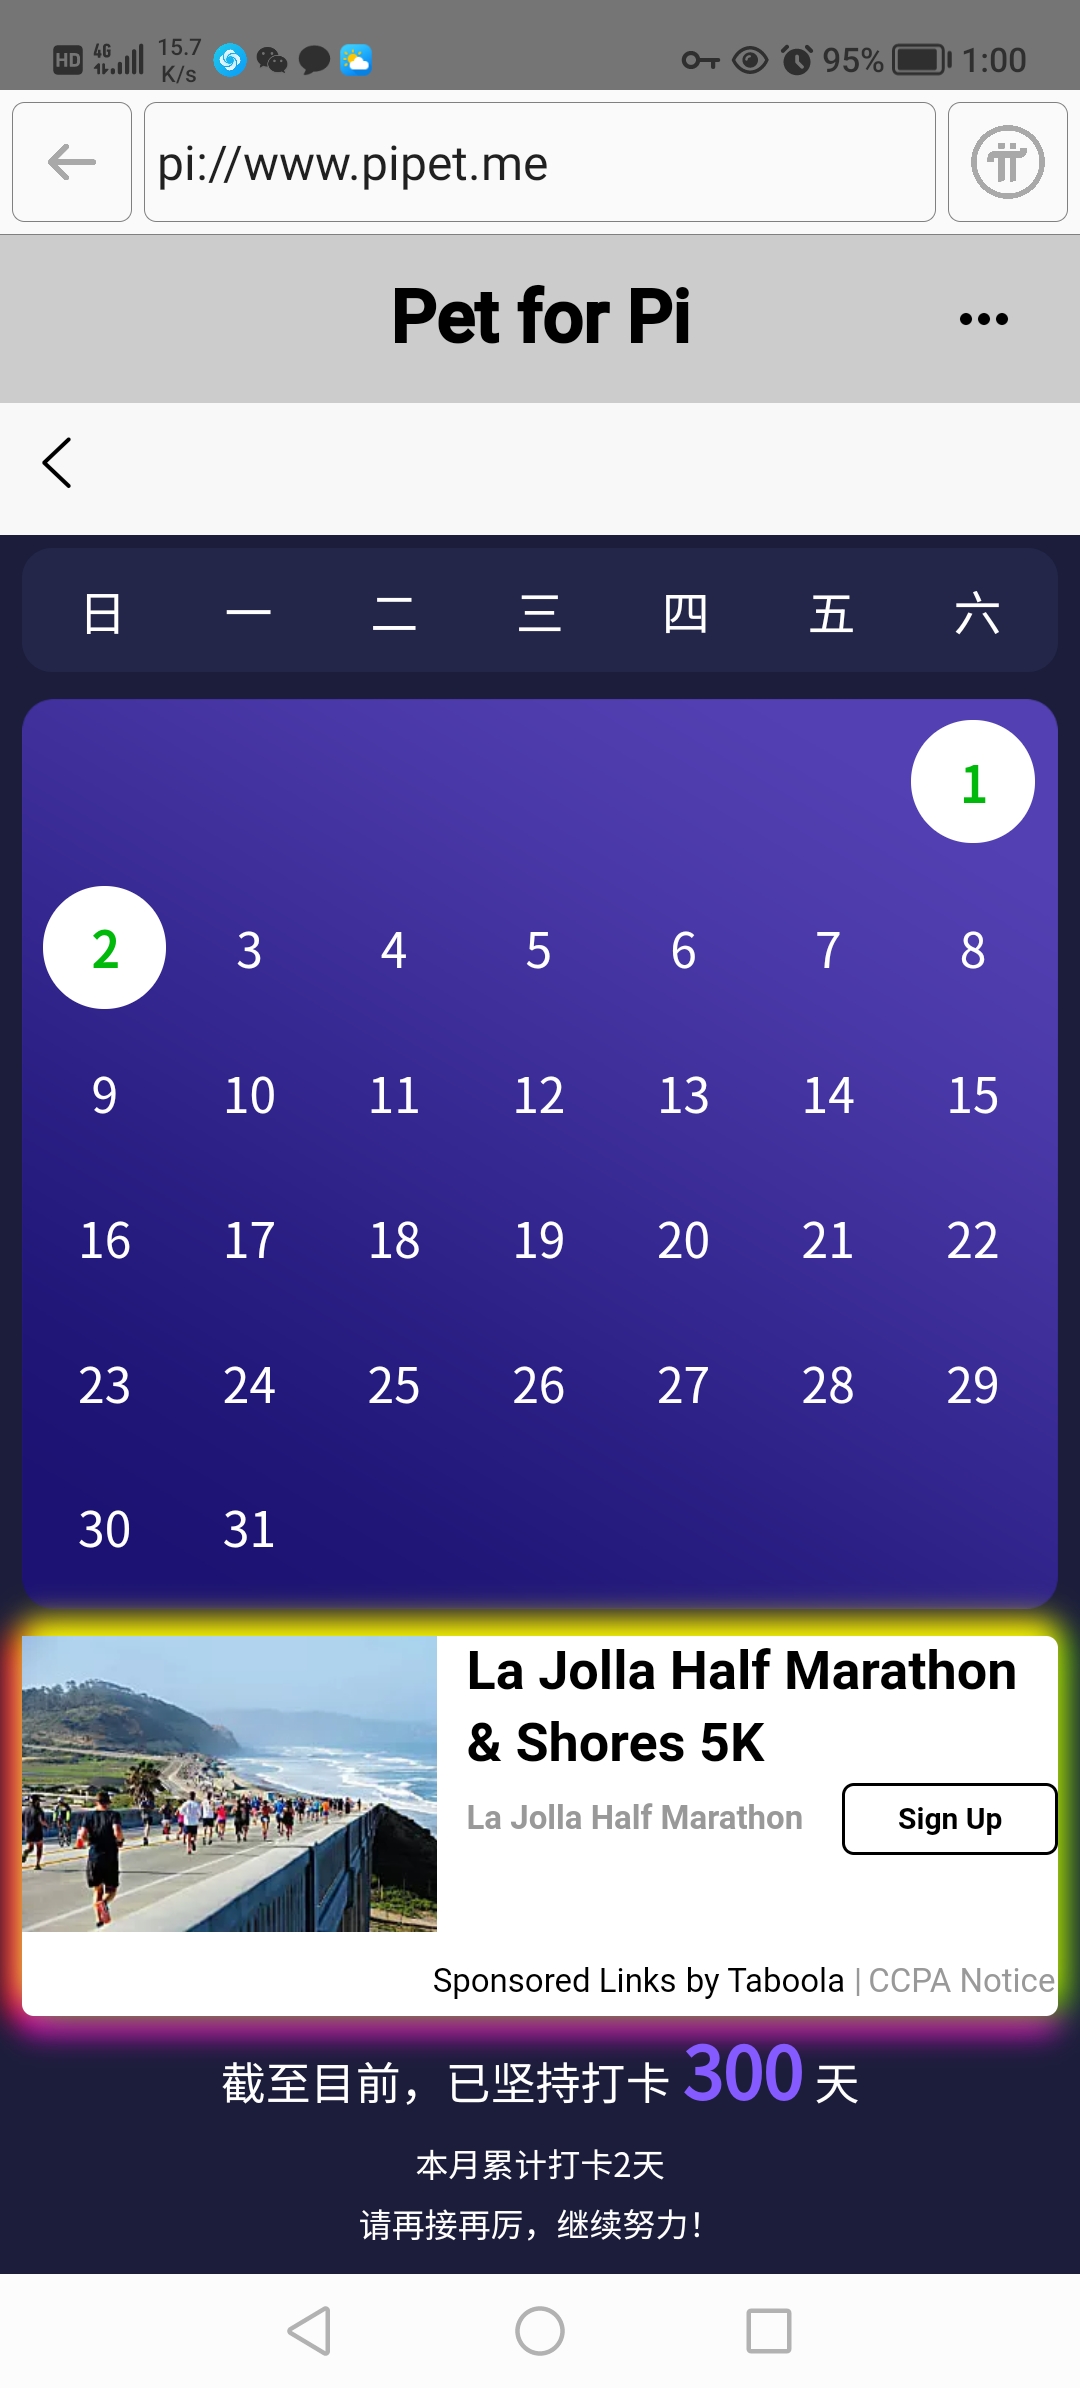 HD 4G 15.7 K/s 95% 1:00
pi://www.pipet.me
Pet for Pi
日 一 二 三 四 五 六
1
2 3 4 5 6 7 8
9 10 11 12 13 14 15
16 17 18 19 20 21 22
23 24 25 26 27 28 29
30 31
La Jolla Half Marathon
& Shores 5K
La Jolla Half Marathon Sign Up
Sponsored Links by Taboola | CCPA Notice
截至目前，已坚持打卡 300 天
本月累计打卡2天
请再接再厉，继续努力！